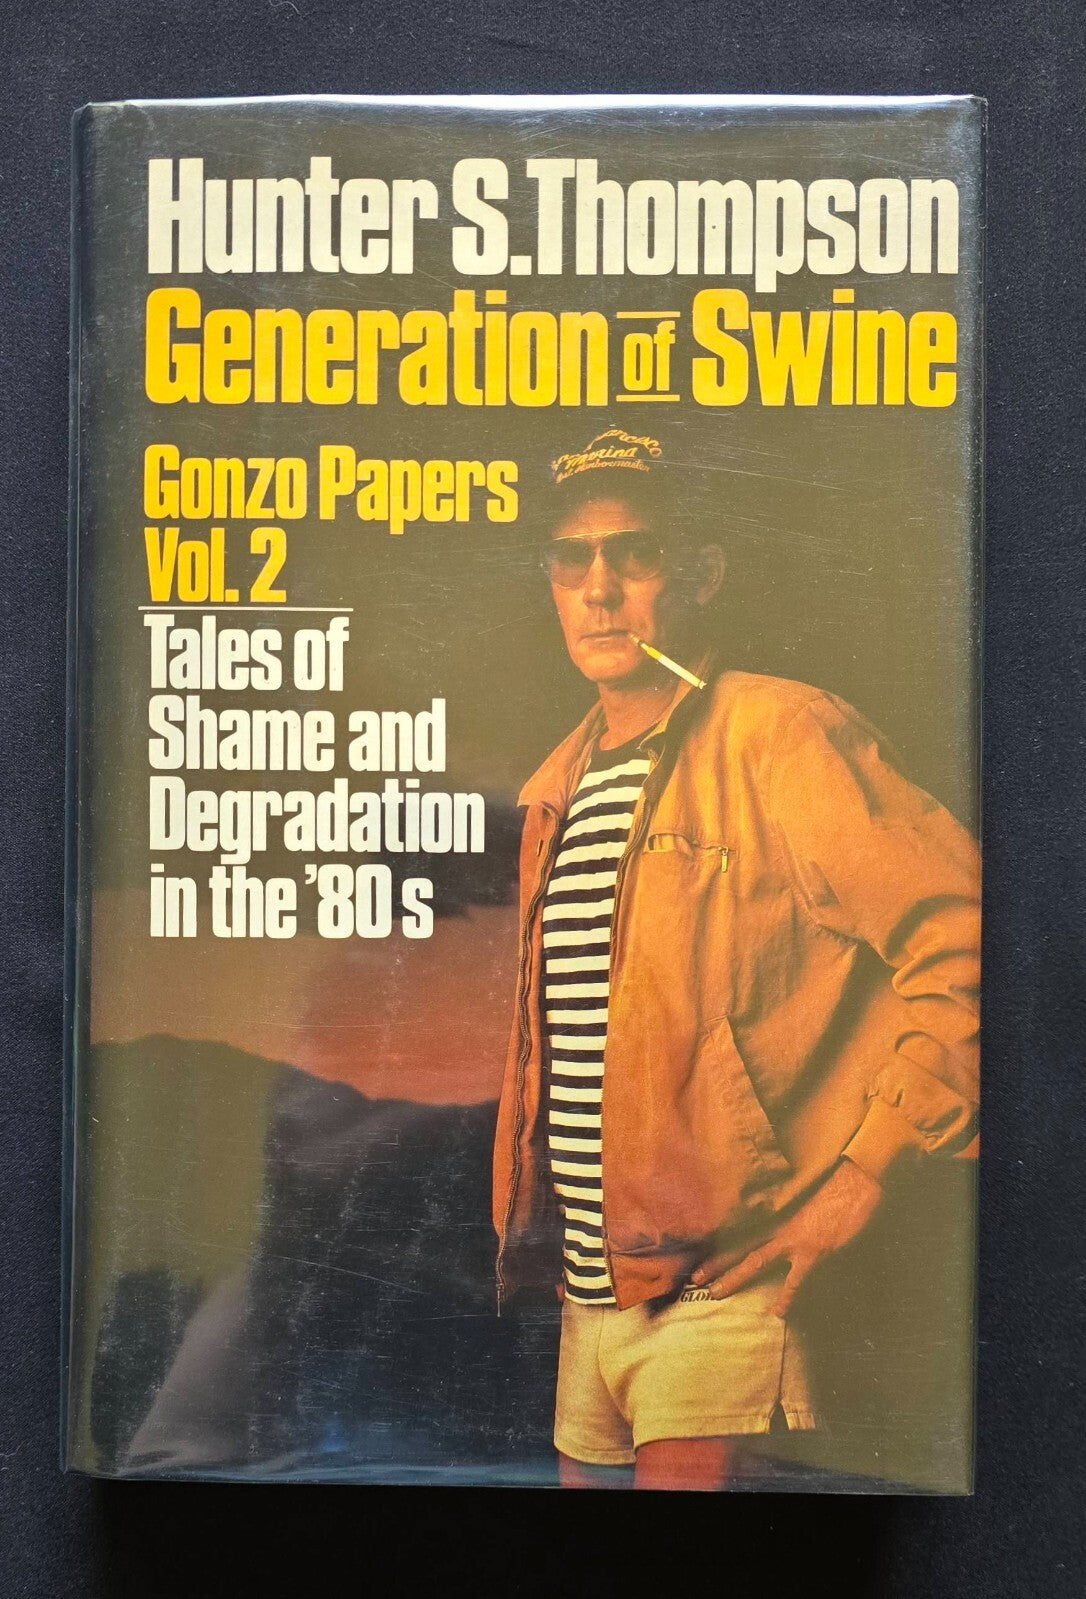 Hunter S. Thompson
Generation of Swine
Gonzo Papers
Vol. 2
Tales of
Shame and
Degradation
in the '80s